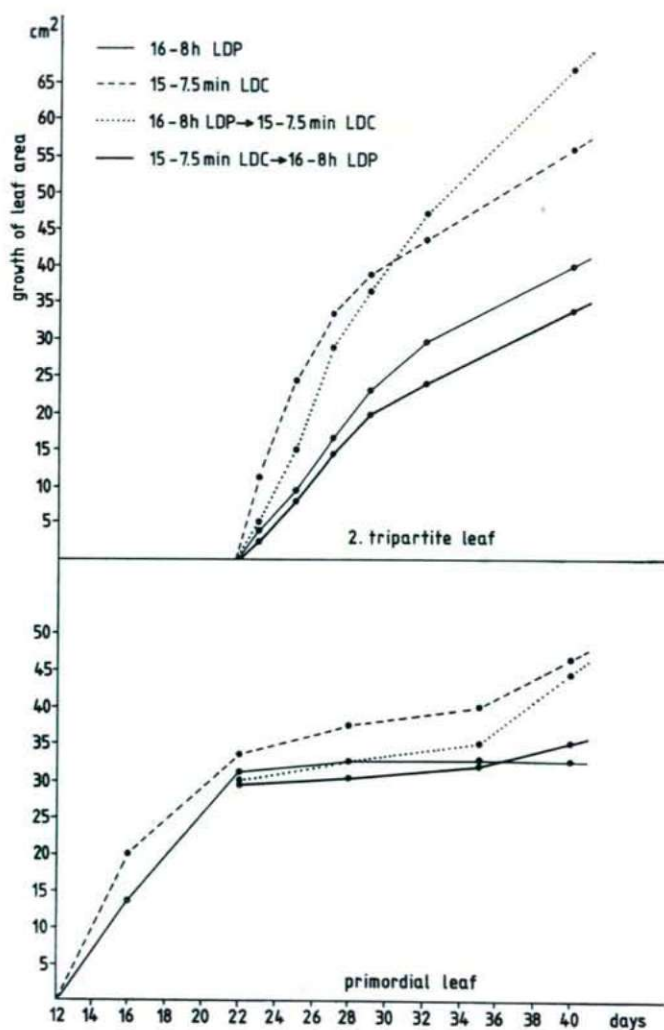 cm2
16-8h LDP
15-7.5min LDC
16-8h LDP→15-7.5min LDC
15-7.5min LDC→16-8h LDP
growth of leaf area
65
60
55
50
45
40
35
30
25
20
15
10
5
2. tripartite leaf
50
45
40
35
30
25
20
15
10
5
primordial leaf
12 14 16 18 20 22 24 26 28 30 32 34 36 38 40 days